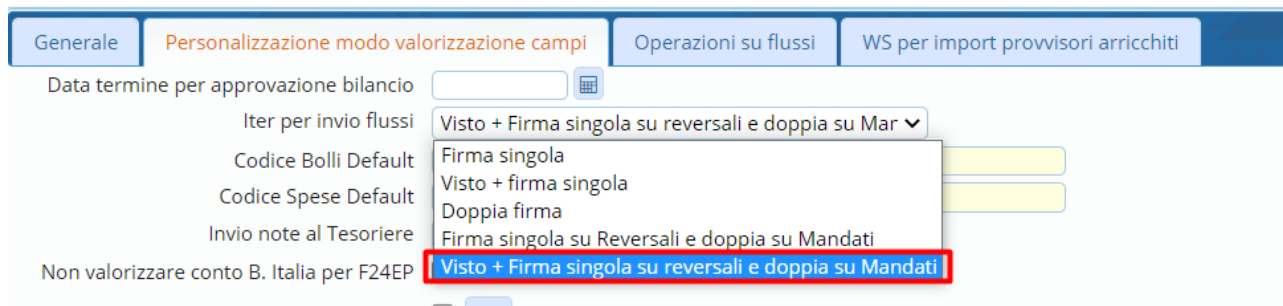 Generale Personalizzazione modo valorizzazione campi Operazioni su flussi WS per import provvisori arricchiti
Data termine per approvazione bilancio
Iter per invio flussi Visto + Firma singola su reversali e doppia su Mar
Codice Bolli Default
Firma singola
Visto + firma singola
Codice Spese Default
Doppia firma
Invio note al Tesoriere
Firma singola su Reversali e doppia su Mandati
Non valorizzare conto B. Italia per F24EP
Visto + Firma singola su reversali e doppia su Mandati